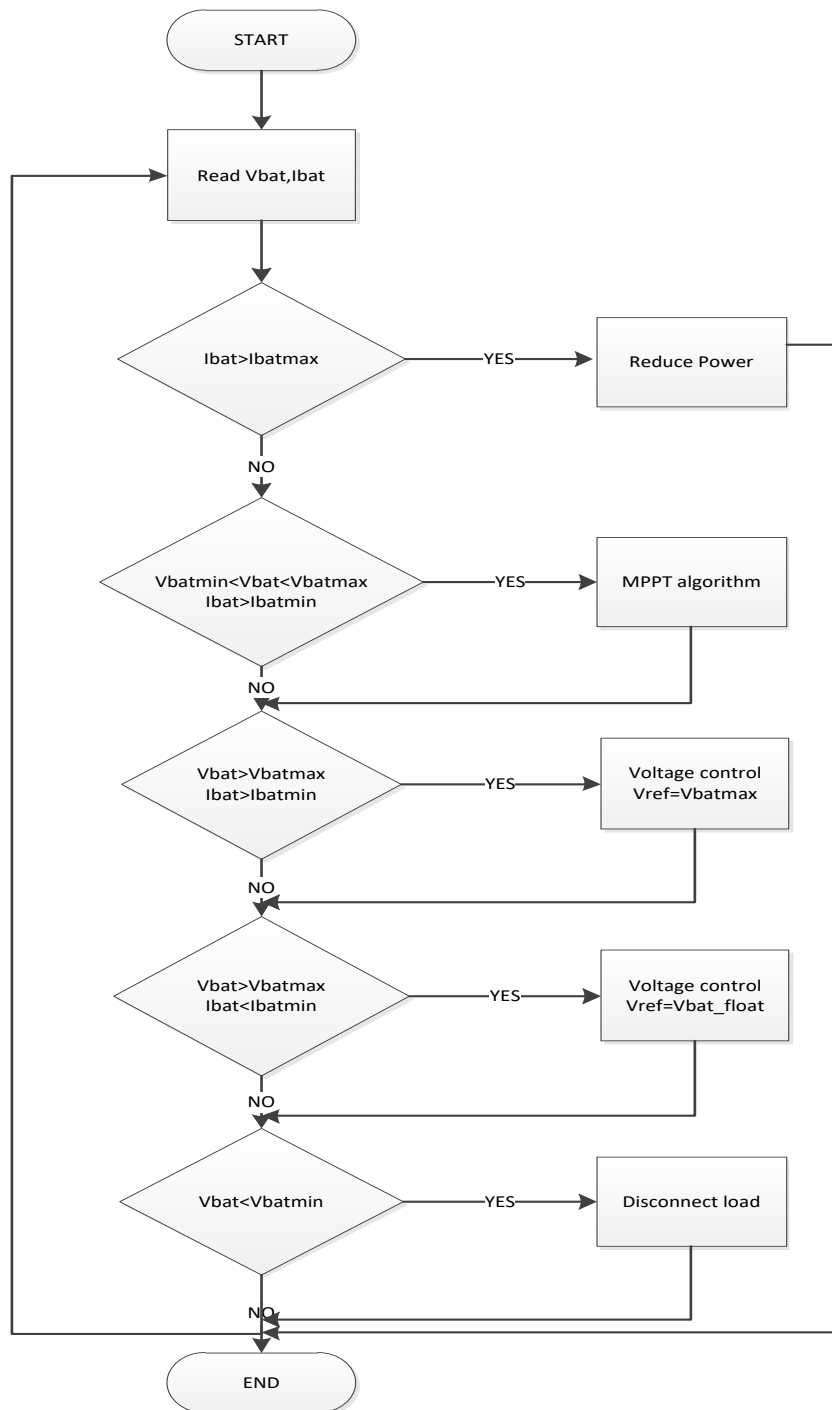 START
Read Vbat,Ibat
Ibat>Ibatmax
YES
Reduce Power
NO
Vbatmin<Vbat<Vbatmax
Ibat>Ibatmin
YES
MPPT algorithm
NO
Vbat>Vbatmax
Ibat>Ibatmin
YES
Voltage control
Vref=Vbatmax
NO
Vbat>Vbatmax
Ibat<Ibatmin
YES
Voltage control
Vref=Vbat_float
NO
Vbat<Vbatmin
YES
Disconnect load
NO
END